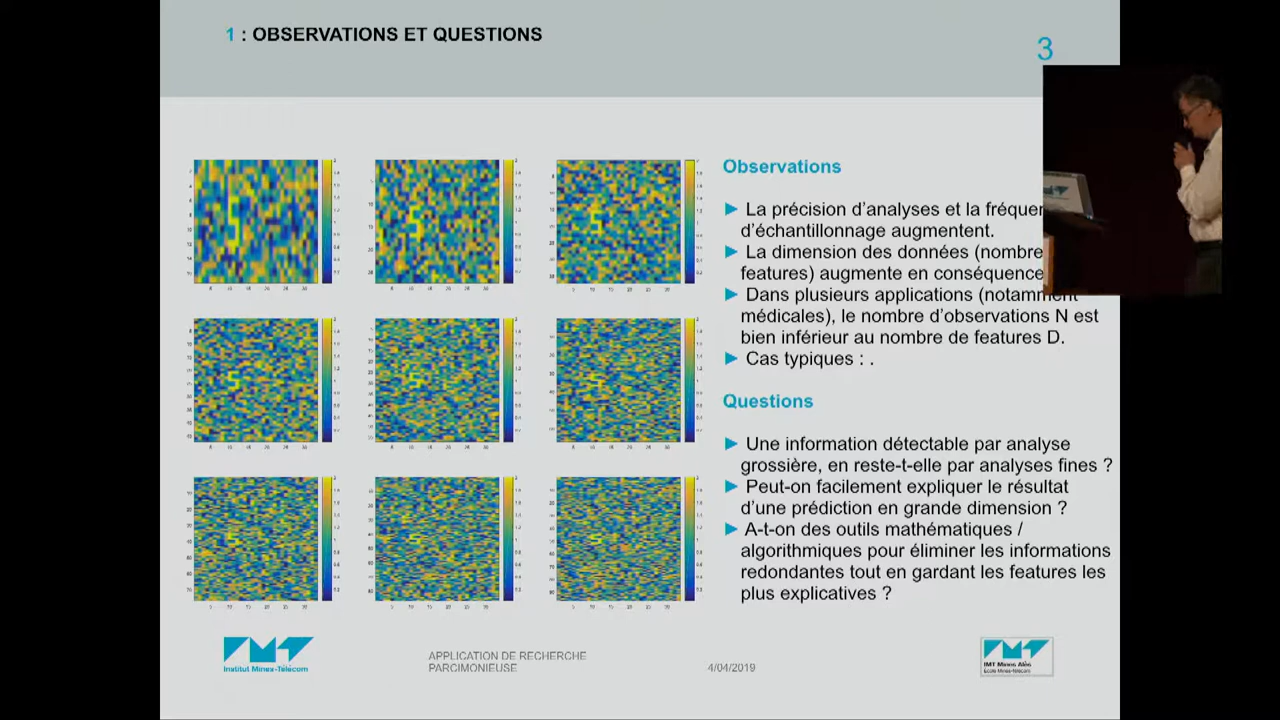 1 : OBSERVATIONS ET QUESTIONS
3
Observations
La précision d'analyses et la
d'échantillonnage augmentent.
La dimension des données (nombre
features) augmente en conséquence
Dans plusieurs applications (notamment
médicales), le nombre d'observations N est
bien inférieur au nombre de features D.
Cas typiques : .
Questions
Une information détectable par analyse
grossière, en reste-t-elle par analyses fines ?
Peut-on facilement expliquer le résultat
d'une prédiction en grande dimension ?
A-t-on des outils mathématiques /
algorithmiques pour éliminer les informations
redondantes tout en gardant les features les
plus explicatives ?
Institut Mines-Télécom
APPLICATION DE RECHERCHE
PARCIMONIEUSE
4/04/2019
IMT Mines Alès
École Mines-Télécom